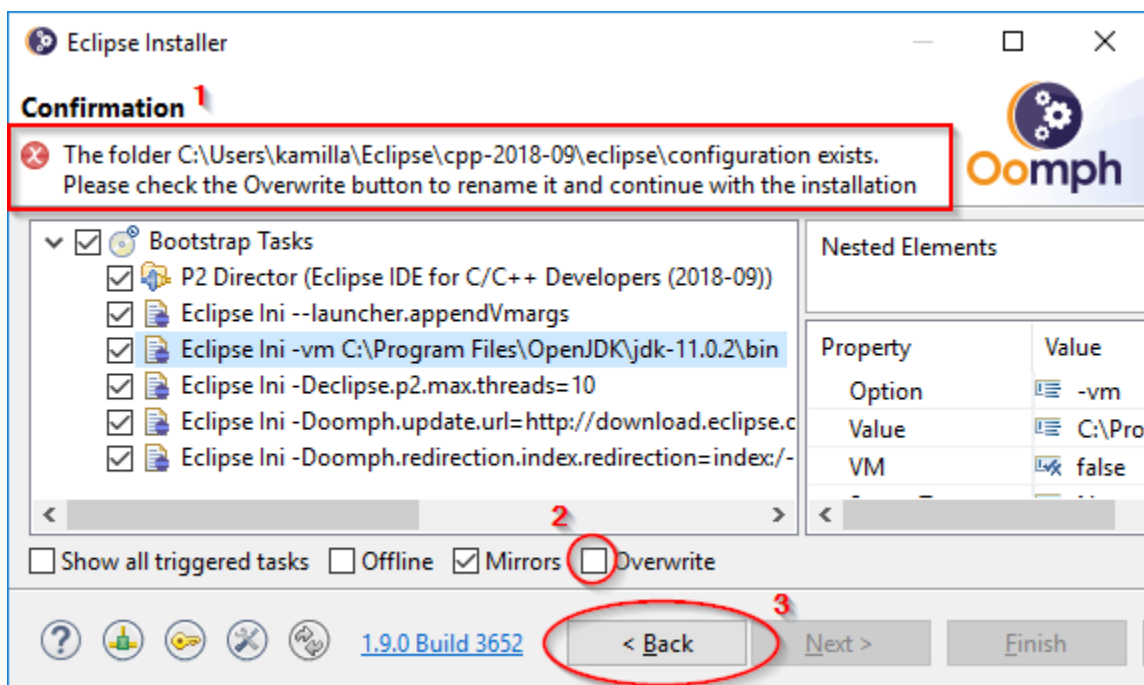 Eclipse Installer
Confirmation 1
The folder C:\Users\kamilla\Eclipse\cpp-2018-09\eclipse\configuration exists.
Please check the Overwrite button to rename it and continue with the installation
Oomph
Bootstrap Tasks
P2 Director (Eclipse IDE for C/C++ Developers (2018-09))
Eclipse Ini --launcher.appendVmargs
Eclipse Ini -vm C:\Program Files\OpenJDK\jdk-11.0.2\bin
Eclipse Ini -Declipse.p2.max.threads=10
Eclipse Ini -Doomph.update.url=http://download.eclipse.c
Eclipse Ini -Doomph.redirection.index.redirection=index:/-
Nested Elements
Property Value
Option -vm
Value C:\Pro
VM false
2
Show all triggered tasks Offline Mirrors Overwrite
3
? 1.9.0 Build 3652 < Back Next > Finish